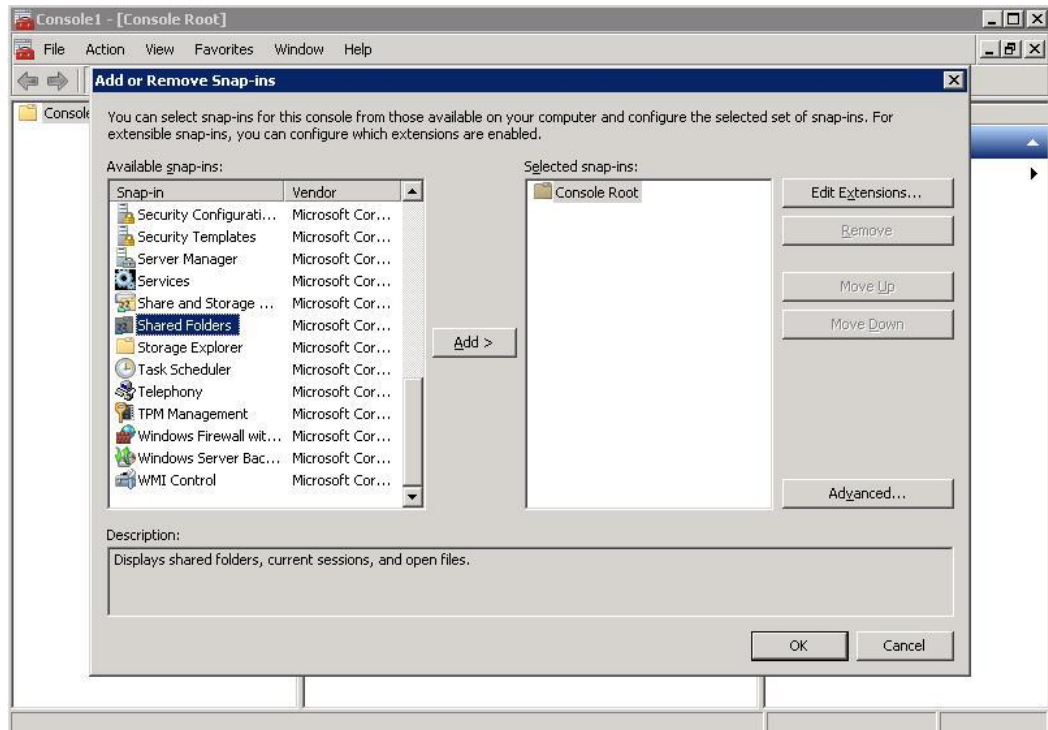 Console1 - [Console Root]
File Action View Favorites Window Help
Add or Remove Snap-ins
Console
You can select snap-ins for this console from those available on your computer and configure the selected set of snap-ins. For
extensible snap-ins, you can configure which extensions are enabled.
Available snap-ins:
Snap-in Vendor
Security Configurati... Microsoft Cor...
Security Templates Microsoft Cor...
Server Manager Microsoft Cor...
Services Microsoft Cor...
Share and Storage ... Microsoft Cor...
Shared Folders Microsoft Cor...
Storage Explorer Microsoft Cor...
Task Scheduler Microsoft Cor...
Telephony Microsoft Cor...
TPM Management Microsoft Cor...
Windows Firewall wit... Microsoft Cor...
Windows Server Bac... Microsoft Cor...
WMI Control Microsoft Cor...
Add >
Selected snap-ins:
Console Root
Edit Extensions...
Remove
Move Up
Move Down
Advanced...
Description:
Displays shared folders, current sessions, and open files.
OK Cancel